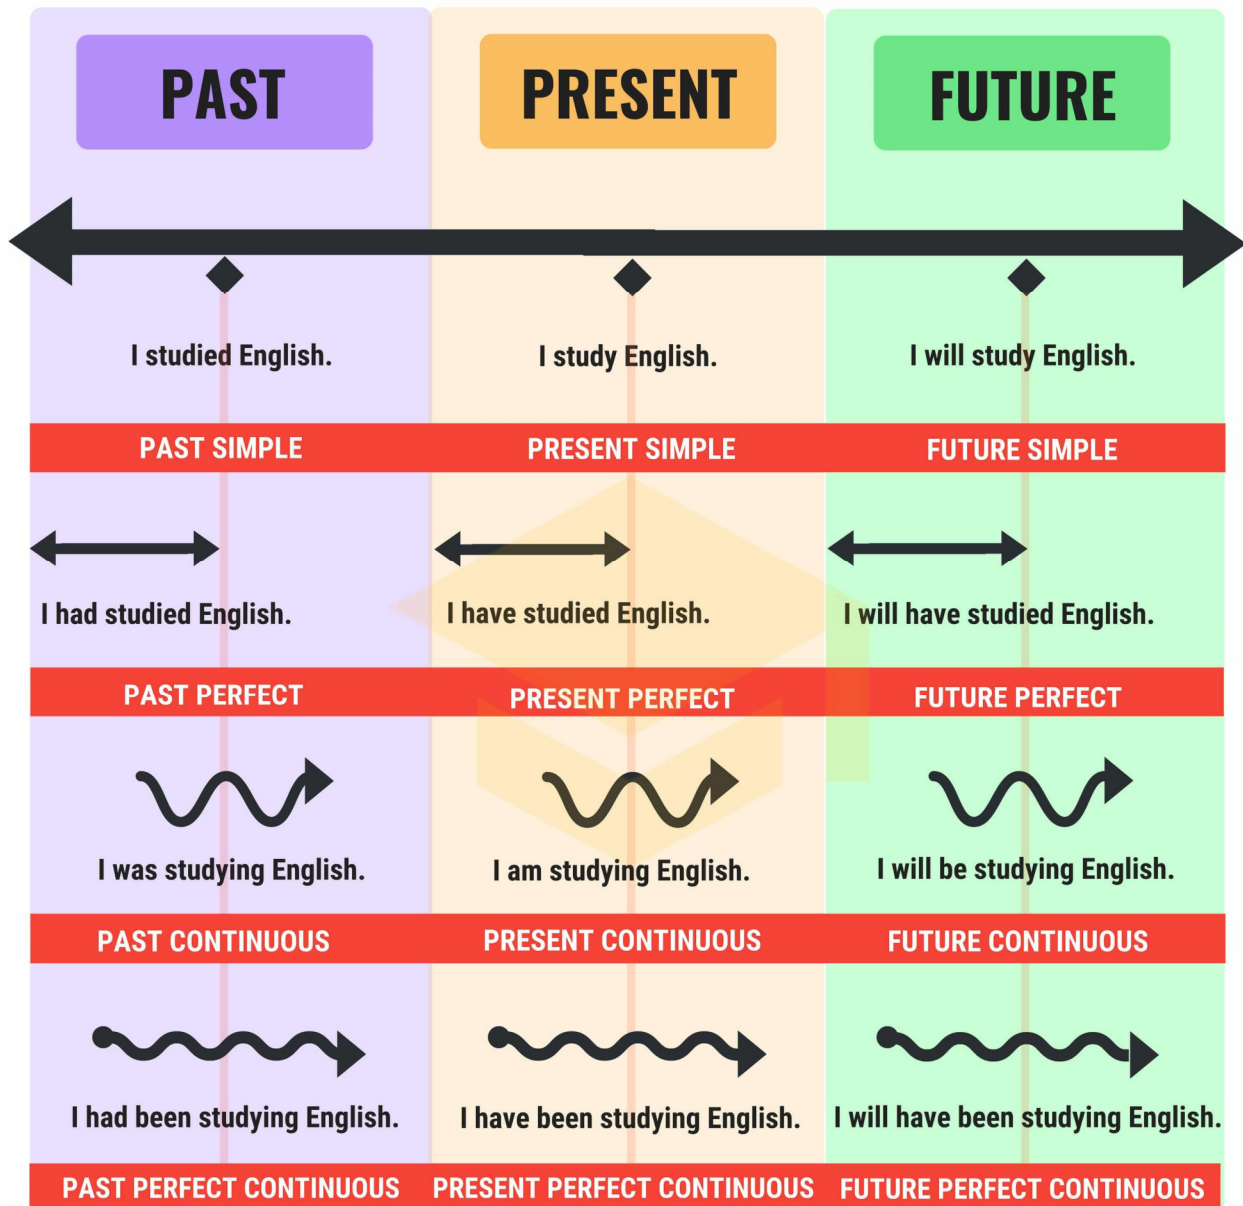 PAST
PRESENT
FUTURE
I studied English.
I study English.
I will study English.
PAST SIMPLE
PRESENT SIMPLE
FUTURE SIMPLE
I had studied English.
I have studied English.
I will have studied English.
PAST PERFECT
PRESENT PERFECT
FUTURE PERFECT
I was studying English.
I am studying English.
I will be studying English.
PAST CONTINUOUS
PRESENT CONTINUOUS
FUTURE CONTINUOUS
I had been studying English.
I have been studying English.
I will have been studying English.
PAST PERFECT CONTINUOUS
PRESENT PERFECT CONTINUOUS
FUTURE PERFECT CONTINUOUS